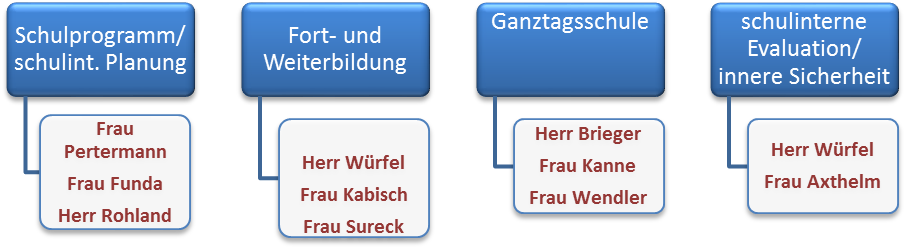 Schulprogramm/
schulint. Planung
Frau
Pertermann
Frau Funda
Herr Rohland
Fort- und
Weiterbildung
Herr Würfel
Frau Kabisch
Frau Sureck
Ganztagsschule
Herr Brieger
Frau Kanne
Frau Wendler
schulinterne
Evaluation/
innere Sicherheit
Herr Würfel
Frau Axthelm